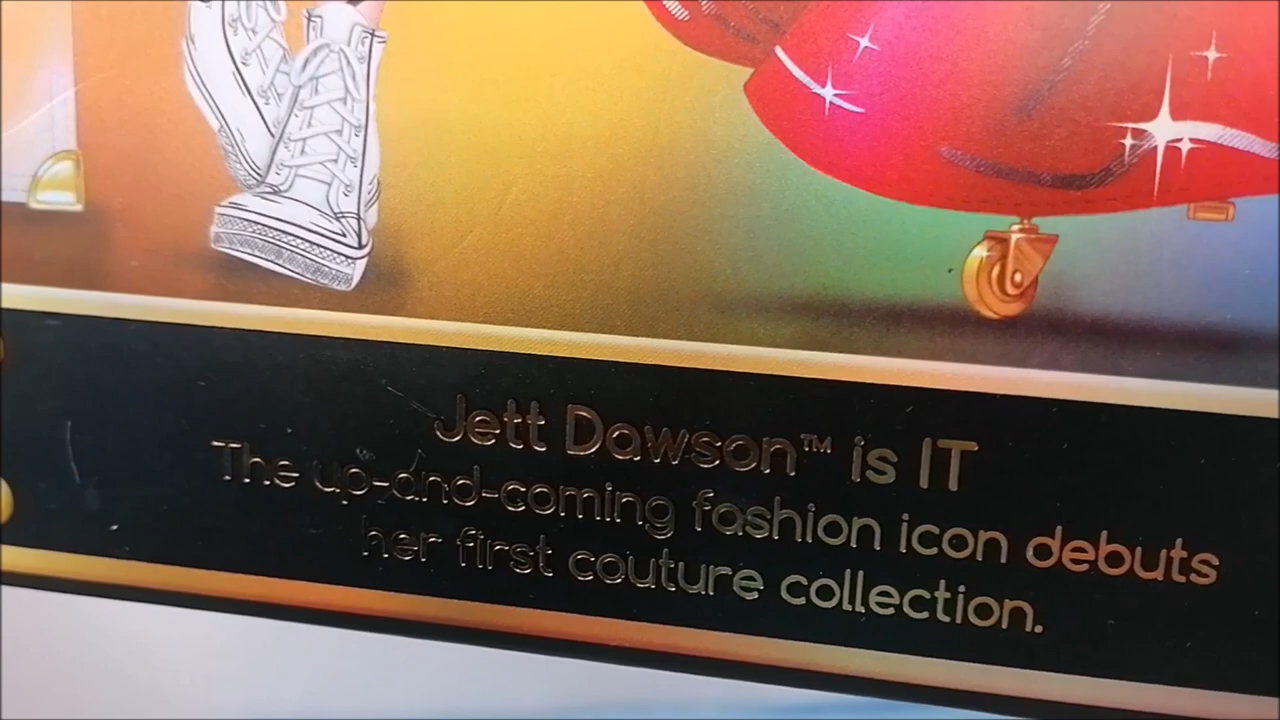 Jett Dawson™ is IT
The up-and-coming fashion icon debuts
her first couture collection.